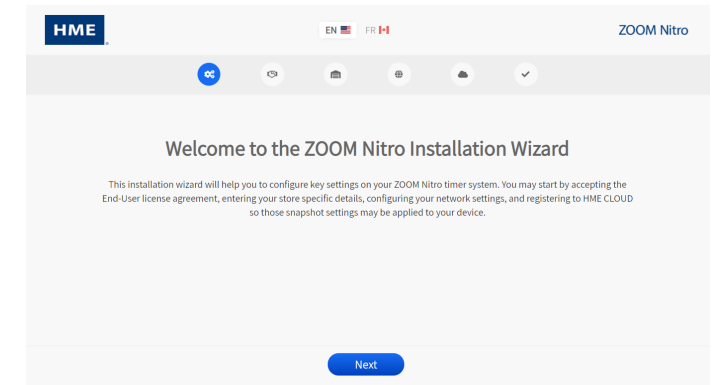 HME
EN FR
ZOOM Nitro
Welcome to the ZOOM Nitro Installation Wizard
This installation wizard will help you to configure key settings on your ZOOM Nitro timer system. You may start by accepting the
End-User license agreement, entering your store specific details, configuring your network settings, and registering to HME CLOUD
so those snapshot settings may be applied to your device.
Next